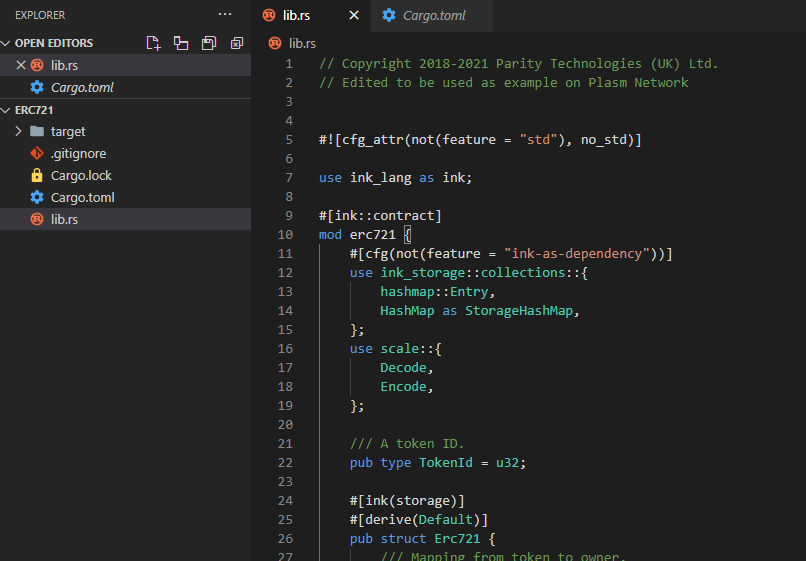 EXPLORER
···
OPEN EDITORS
lib.rs
Cargo.toml
ERC721
target
.gitignore
Cargo.lock
Cargo.toml
lib.rs
lib.rs
Cargo.toml
lib.rs
1 // Copyright 2018-2021 Parity Technologies (UK) Ltd.
2 // Edited to be used as example on Plasm Network
3
4
5 #![cfg_attr(not(feature = "std"), no_std)]
6
7 use ink_lang as ink;
8
9 #[ink::contract]
10 mod erc721 {
11     #[cfg(not(feature = "ink-as-dependency"))]
12     use ink_storage::collections::{
13         hashmap::Entry,
14         HashMap as StorageHashMap,
15     };
16     use scale::{
17         Decode,
18         Encode,
19     };
20
21     /// A token ID.
22     pub type TokenId = u32;
23
24     #[ink(storage)]
25     #[derive(Default)]
26     pub struct Erc721 {
27         /// Mapping from token to owner.